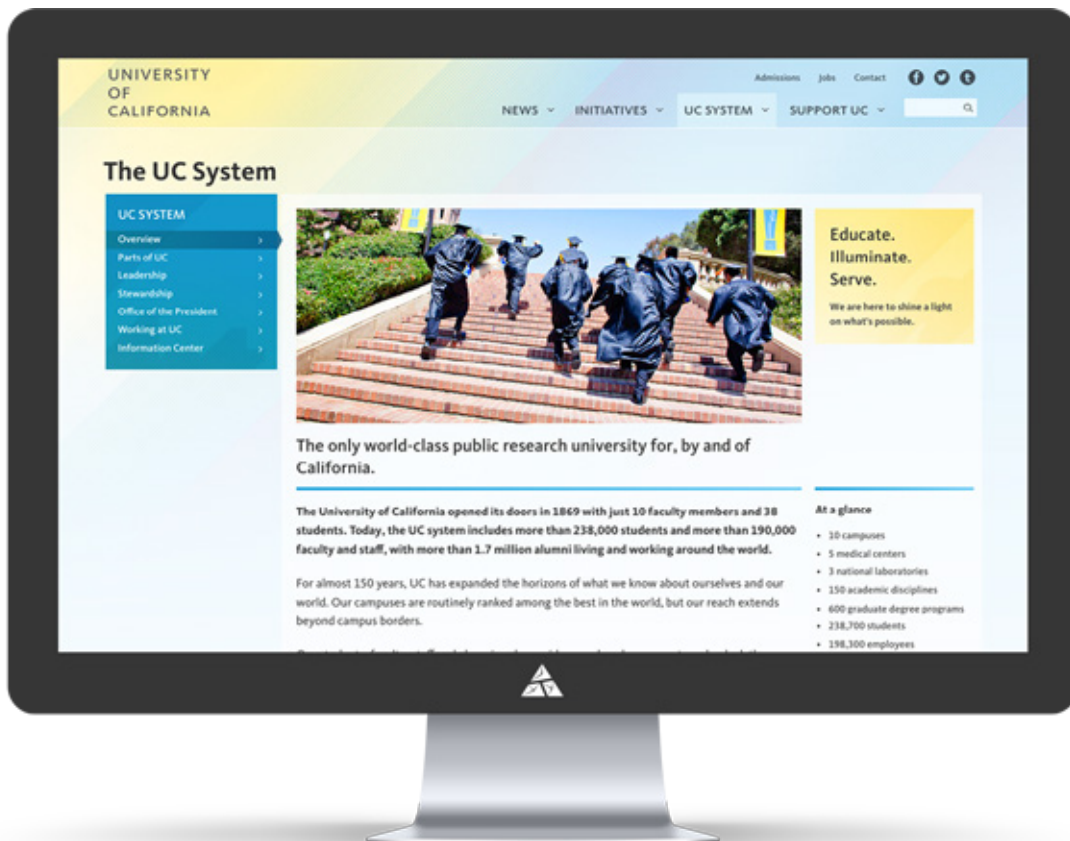 UNIVERSITY
OF
CALIFORNIA
Admissions Jobs Contact
NEWS INITIATIVES UC SYSTEM SUPPORT UC
The UC System
UC SYSTEM
Overview
Parts of UC
Leadership
Stewardship
Office of the President
Working at UC
Information Center
Educate.
Illuminate.
Serve.
We are here to shine a light
on what's possible.
The only world-class public research university for, by and of
California.
The University of California opened its doors in 1869 with just 10 faculty members and 38
students. Today, the UC system includes more than 238,000 students and more than 190,000
faculty and staff, with more than 1.7 million alumni living and working around the world.
For almost 150 years, UC has expanded the horizons of what we know about ourselves and our
world. Our campuses are routinely ranked among the best in the world, but our reach extends
beyond campus borders.
At a glance
• 10 campuses
• 5 medical centers
• 3 national laboratories
• 150 academic disciplines
• 600 graduate degree programs
• 238,700 students
• 198,300 employees